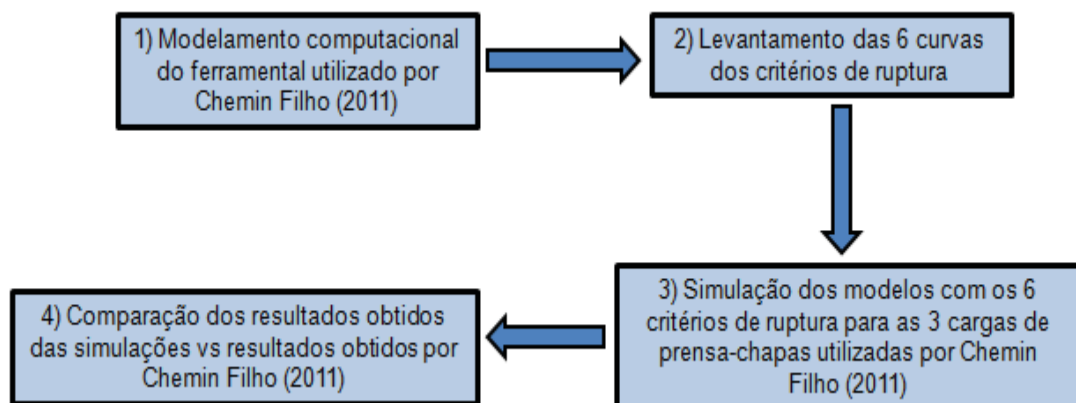 1) Modelamento computacional
do ferramental utilizado por
Chemin Filho (2011)
2) Levantamento das 6 curvas
dos critérios de ruptura
3) Simulação dos modelos com os 6
critérios de ruptura para as 3 cargas de
prensa-chapas utilizadas por Chemin
Filho (2011)
4) Comparação dos resultados obtidos
das simulações vs resultados obtidos por
Chemin Filho (2011)